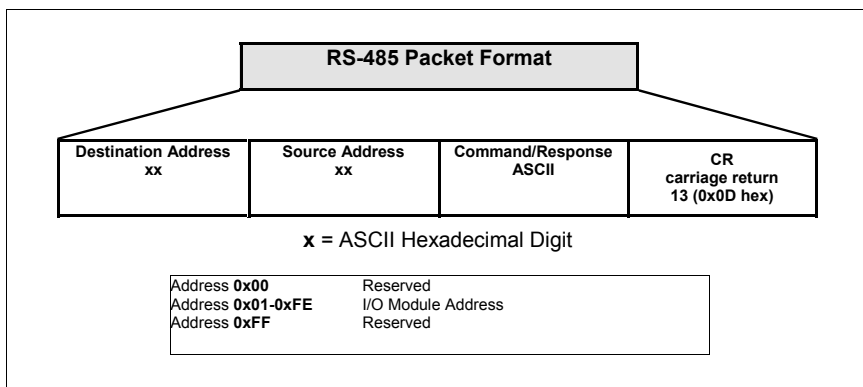 RS-485 Packet Format
Destination Address
xx
Source Address
xx
Command/Response
ASCII
CR
carriage return
13 (0x0D hex)
x = ASCII Hexadecimal Digit
Address 0x00 Reserved
Address 0x01-0xFE I/O Module Address
Address 0xFF Reserved